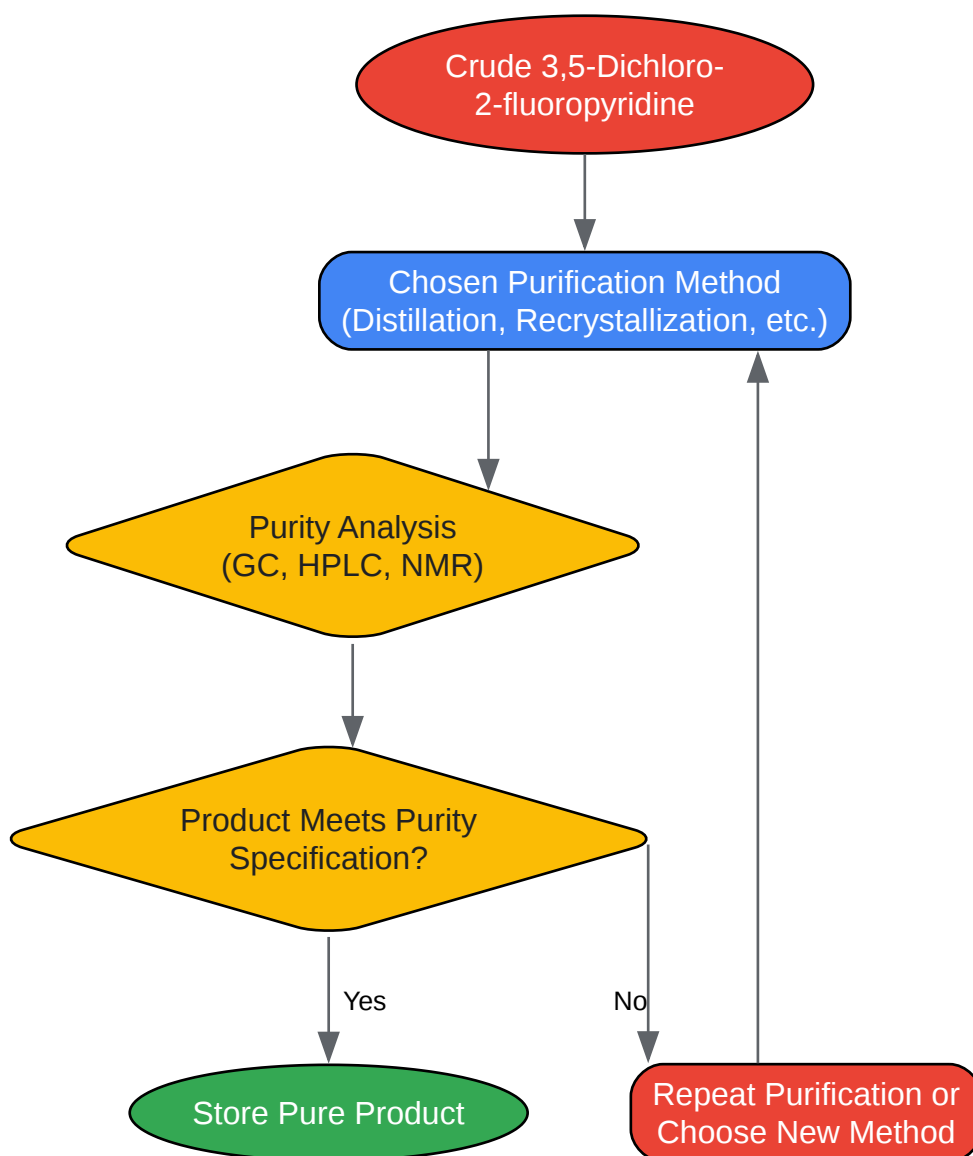 Crude 3,5-Dichloro-
2-fluoropyridine
Chosen Purification Method
(Distillation, Recrystallization, etc.)
Purity Analysis
(GC, HPLC, NMR)
Product Meets Purity
Specification?
Yes
No
Store Pure Product
Repeat Purification or
Choose New Method